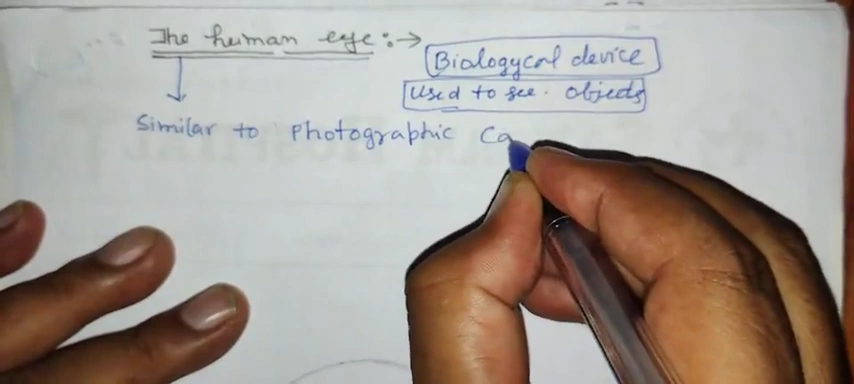 The human eye :→
Biologycal device
Used to see. objects
Similar to photographic Ca